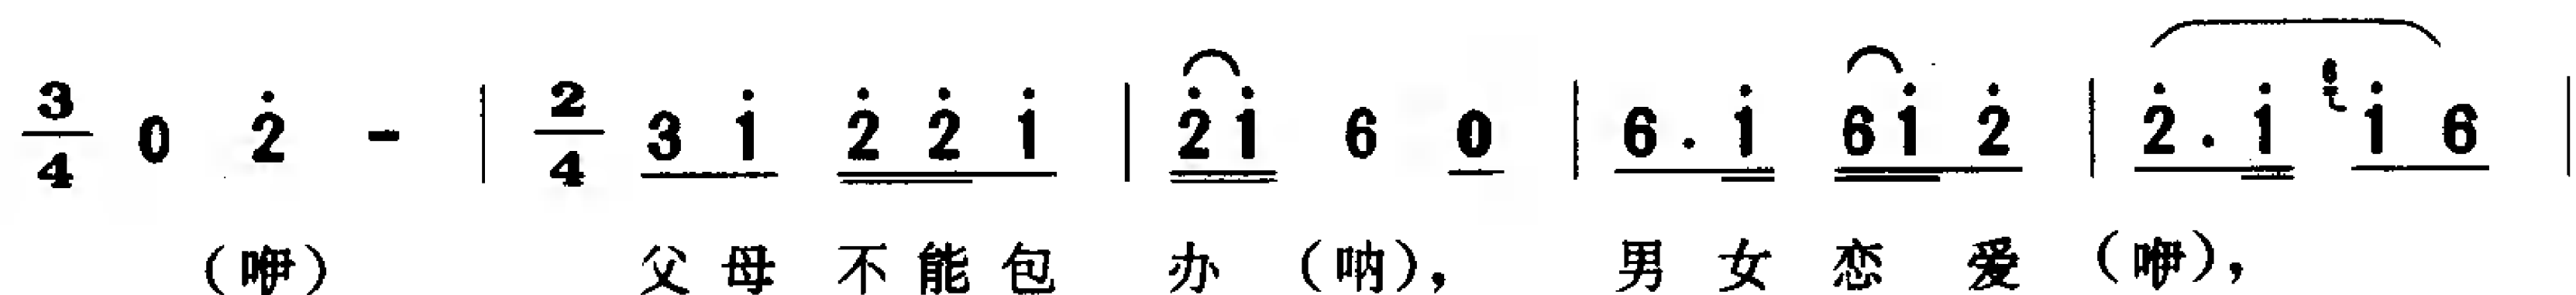 3/4 0 2̇ - | 2/4 3 1̇ 2̇ 2̇ 1̇ | 2̇ 1̇ 6 0 | 6 . 1̇ 6 1̇ 2̇ | 2̇ . 1̇ 6 1̇ 6 |
（咿） 父母不能包办（呐）， 男女恋爱（咿），